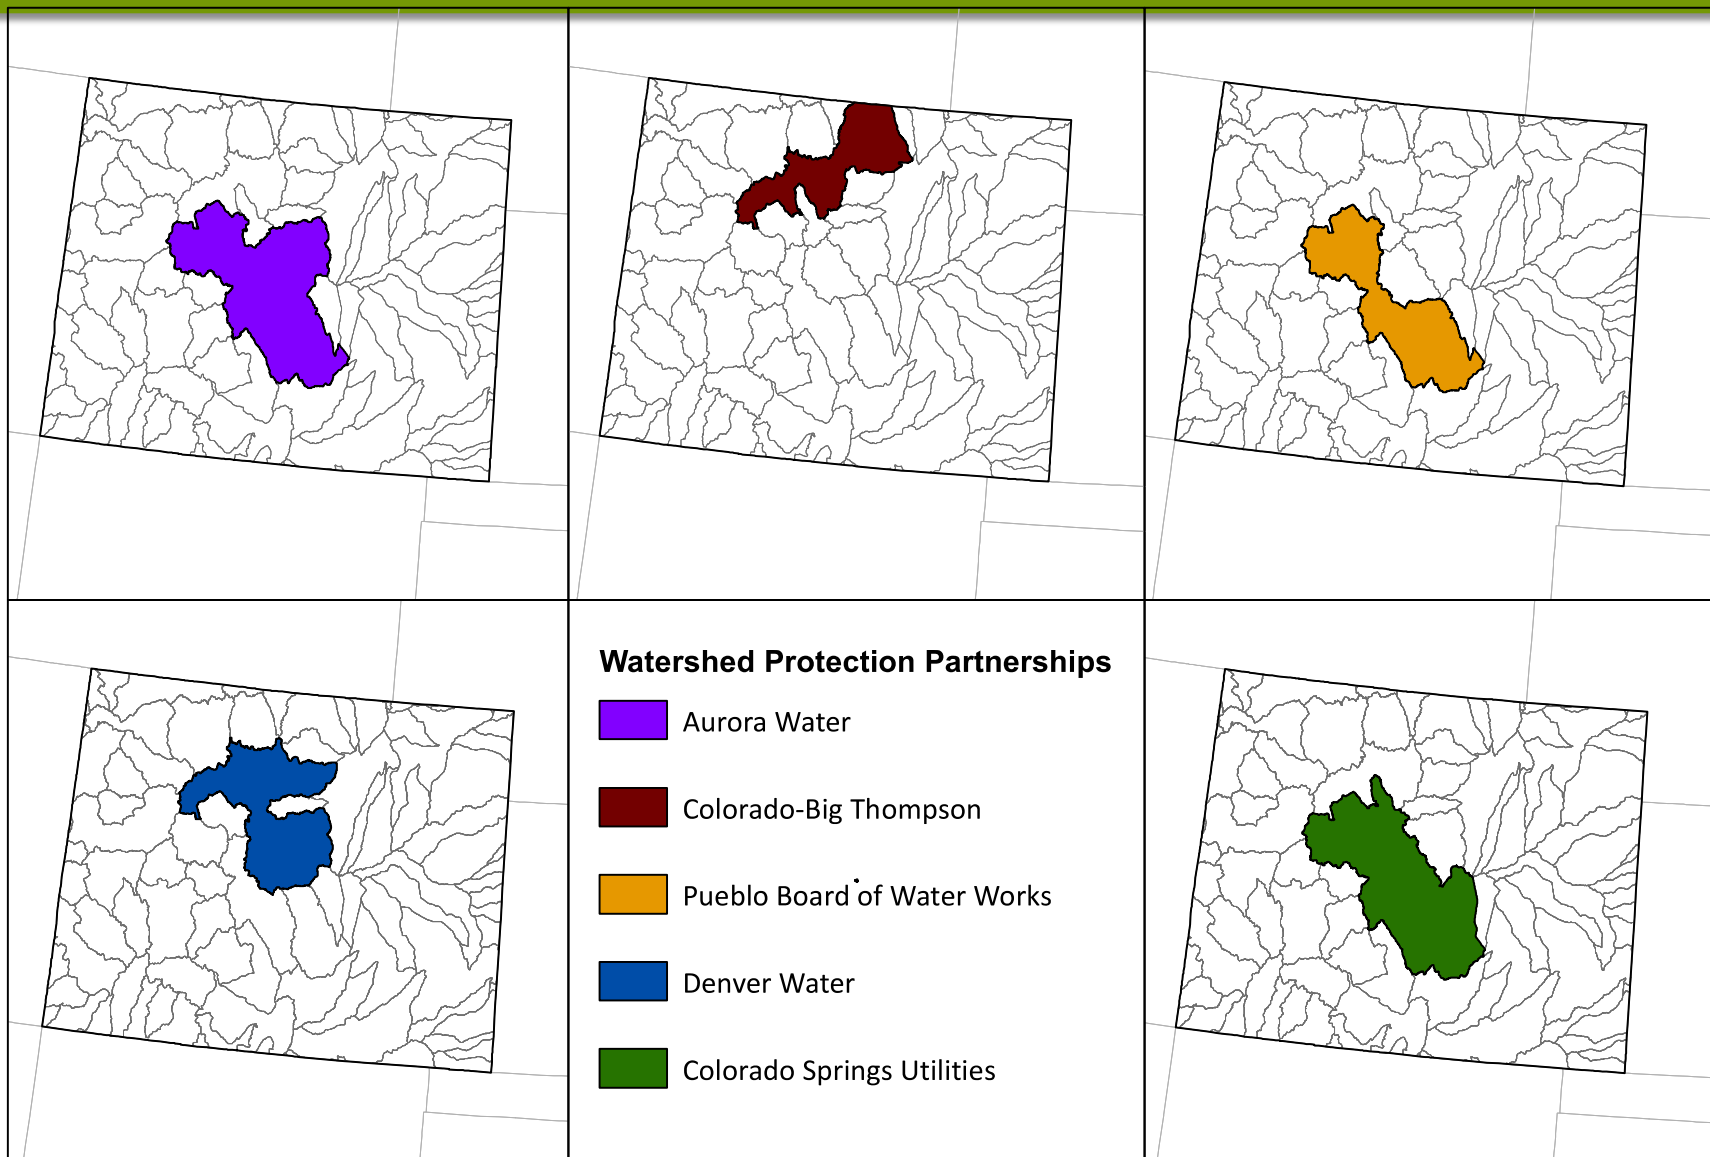 Watershed Protection Partnerships
Aurora Water
Colorado-Big Thompson
Pueblo Board of Water Works
Denver Water
Colorado Springs Utilities